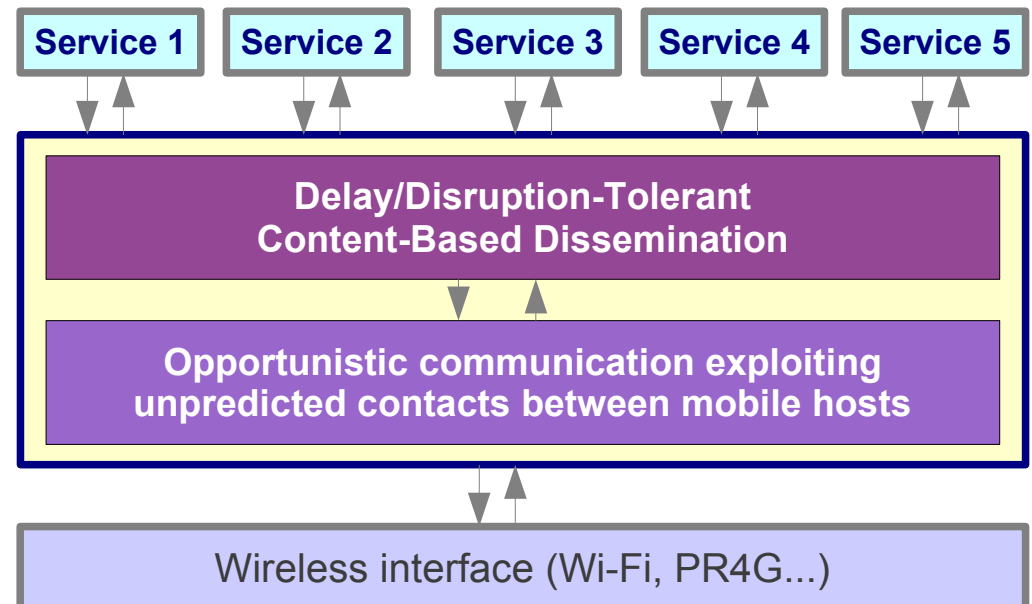 Service 1
Service 2
Service 3
Service 4
Service 5
Delay/Disruption-Tolerant
Content-Based Dissemination
Opportunistic communication exploiting
unpredicted contacts between mobile hosts
Wireless interface (Wi-Fi, PR4G...)